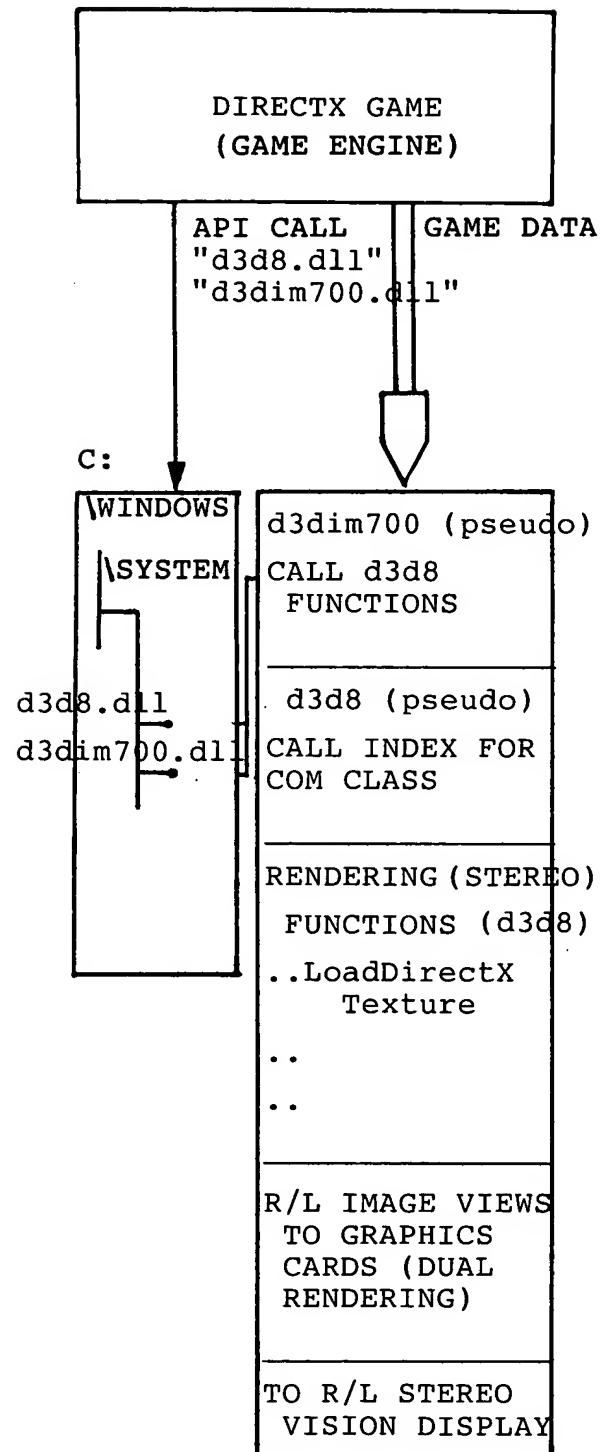 DIRECTX GAME
(GAME ENGINE)
API CALL
"d3d8.dll"
"d3dim700.dll"
GAME DATA
C:
\WINDOWS
\SYSTEM
d3d8.dll
d3dim700.dll
d3dim700 (pseudo)
CALL d3d8
FUNCTIONS
d3d8 (pseudo)
CALL INDEX FOR
COM CLASS
RENDERING (STEREO)
FUNCTIONS (d3d8)
..LoadDirectX
Texture
..
..
R/L IMAGE VIEWS
TO GRAPHICS
CARDS (DUAL
RENDERING)
TO R/L STEREO
VISION DISPLAY